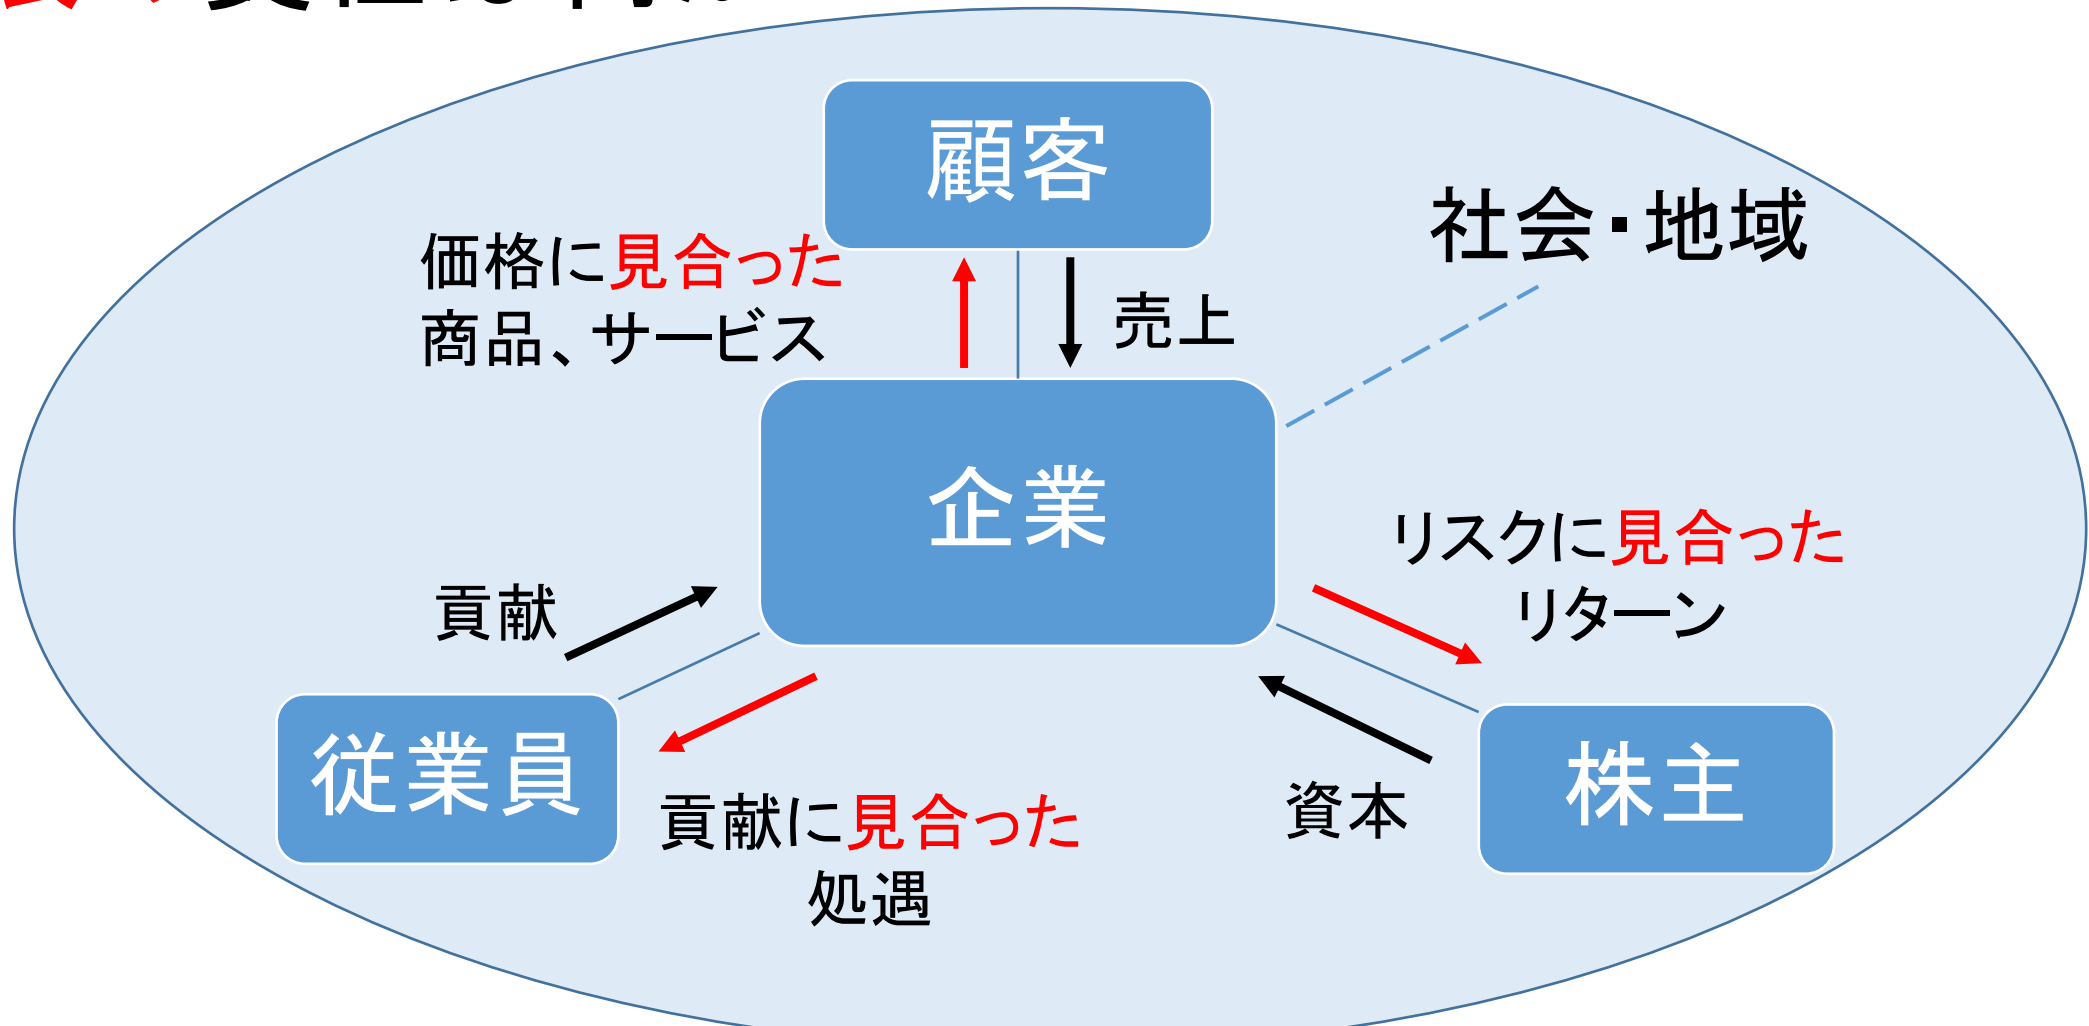 顧客
社会・地域
価格に見合った
商品、サービス
売上
企業
リスクに見合った
リターン
貢献
従業員
株主
貢献に見合った
処遇
資本